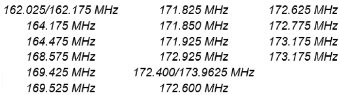 162.025/162.175 MHz 171.825 MHz 172.625 MHz
164.175 MHz 171.850 MHz 172.775 MHz
164.475 MHz 171.925 MHz 173.175 MHz
168.575 MHz 172.925 MHz 173.175 MHz
169.425 MHz 172.400/173.9625 MHz
169.525 MHz 172.600 MHz